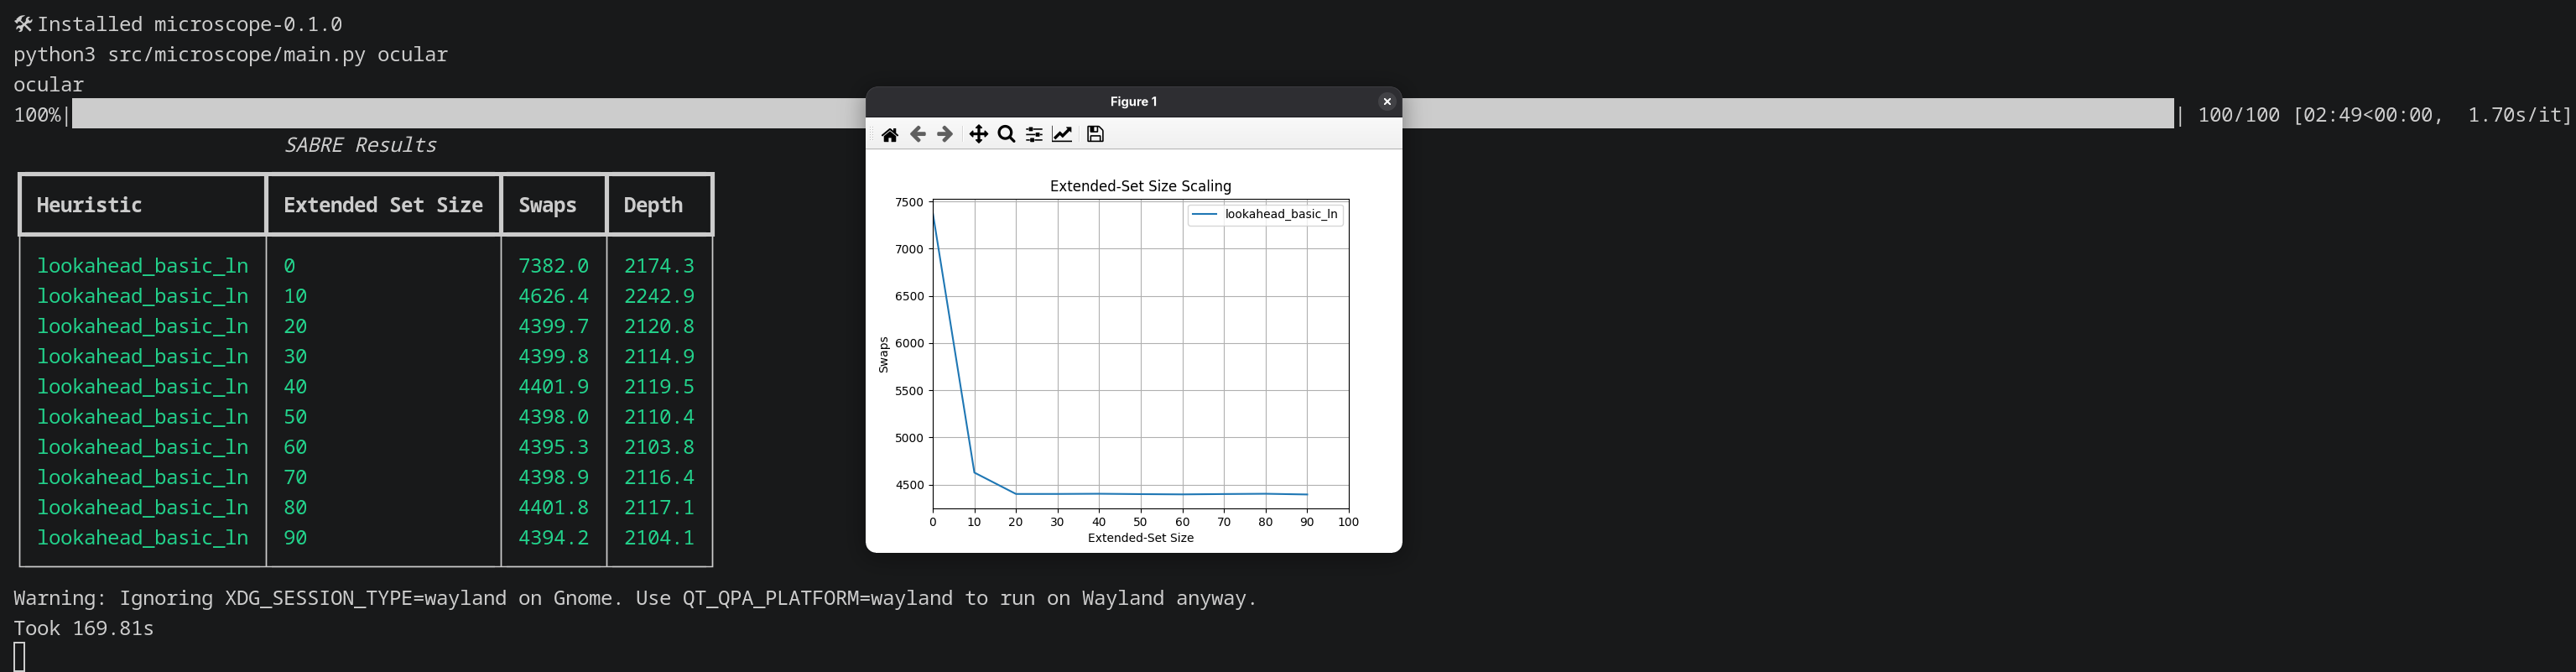 🛠 Installed microscope-0.1.0
python3 src/microscope/main.py ocular
ocular
100%| | 100/100 [02:49<00:00, 1.70s/it]
SABRE Results
Heuristic Extended Set Size Swaps Depth
lookahead_basic_ln 0 7382.0 2174.3
lookahead_basic_ln 10 4626.4 2242.9
lookahead_basic_ln 20 4399.7 2120.8
lookahead_basic_ln 30 4399.8 2114.9
lookahead_basic_ln 40 4401.9 2119.5
lookahead_basic_ln 50 4398.0 2110.4
lookahead_basic_ln 60 4395.3 2103.8
lookahead_basic_ln 70 4398.9 2116.4
lookahead_basic_ln 80 4401.8 2117.1
lookahead_basic_ln 90 4394.2 2104.1
Warning: Ignoring XDG_SESSION_TYPE=wayland on Gnome. Use QT_QPA_PLATFORM=wayland to run on Wayland anyway.
Took 169.81s
Figure 1
Extended-Set Size Scaling
lookahead_basic_ln
7500
7000
6500
6000
5500
5000
4500
Swaps
0 10 20 30 40 50 60 70 80 90 100
Extended-Set Size